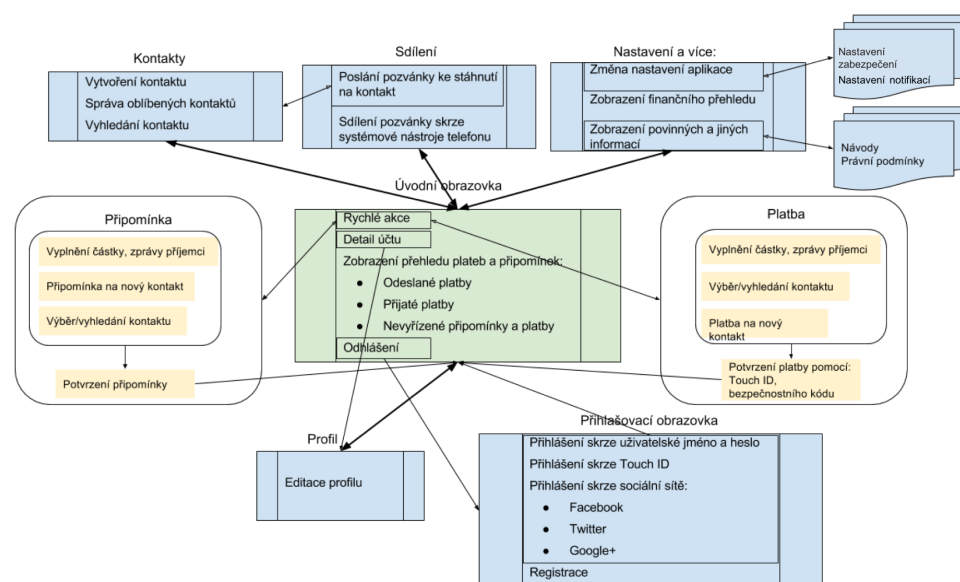 Kontakty
Vytvoření kontaktu
Správa oblíbených kontaktů
Vyhledání kontaktu
Sdílení
Poslání pozvánky ke stáhnutí
na kontakt
Sdílení pozvánky skrze
systémové nástroje telefonu
Nastavení a více:
Změna nastavení aplikace
Zobrazení finančního přehledu
Zobrazení povinných a jiných
informací
Nastavení
zabezpečení
Nastavení notifikací
Návody
Právní podmínky
Úvodní obrazovka
Rychlé akce
Detail účtu
Zobrazení přehledu plateb a připomínek:
● Odeslané platby
● Přijaté platby
● Nevyřízené připomínky a platby
Odhlášení
Připomínka
Vyplnění částky, zprávy příjemci
Připomínka na nový kontakt
Výběr/vyhledání kontaktu
Potvrzení připomínky
Platba
Vyplnění částky, zprávy příjemci
Výběr/vyhledání kontaktu
Platba na nový
kontakt
Potvrzení platby pomocí:
Touch ID,
bezpečnostního kódu
Profil
Editace profilu
Přihlašovací obrazovka
Přihlášení skrze uživatelské jméno a heslo
Přihlášení skrze Touch ID
Přihlášení skrze sociální sítě:
● Facebook
● Twitter
● Google+
Registrace